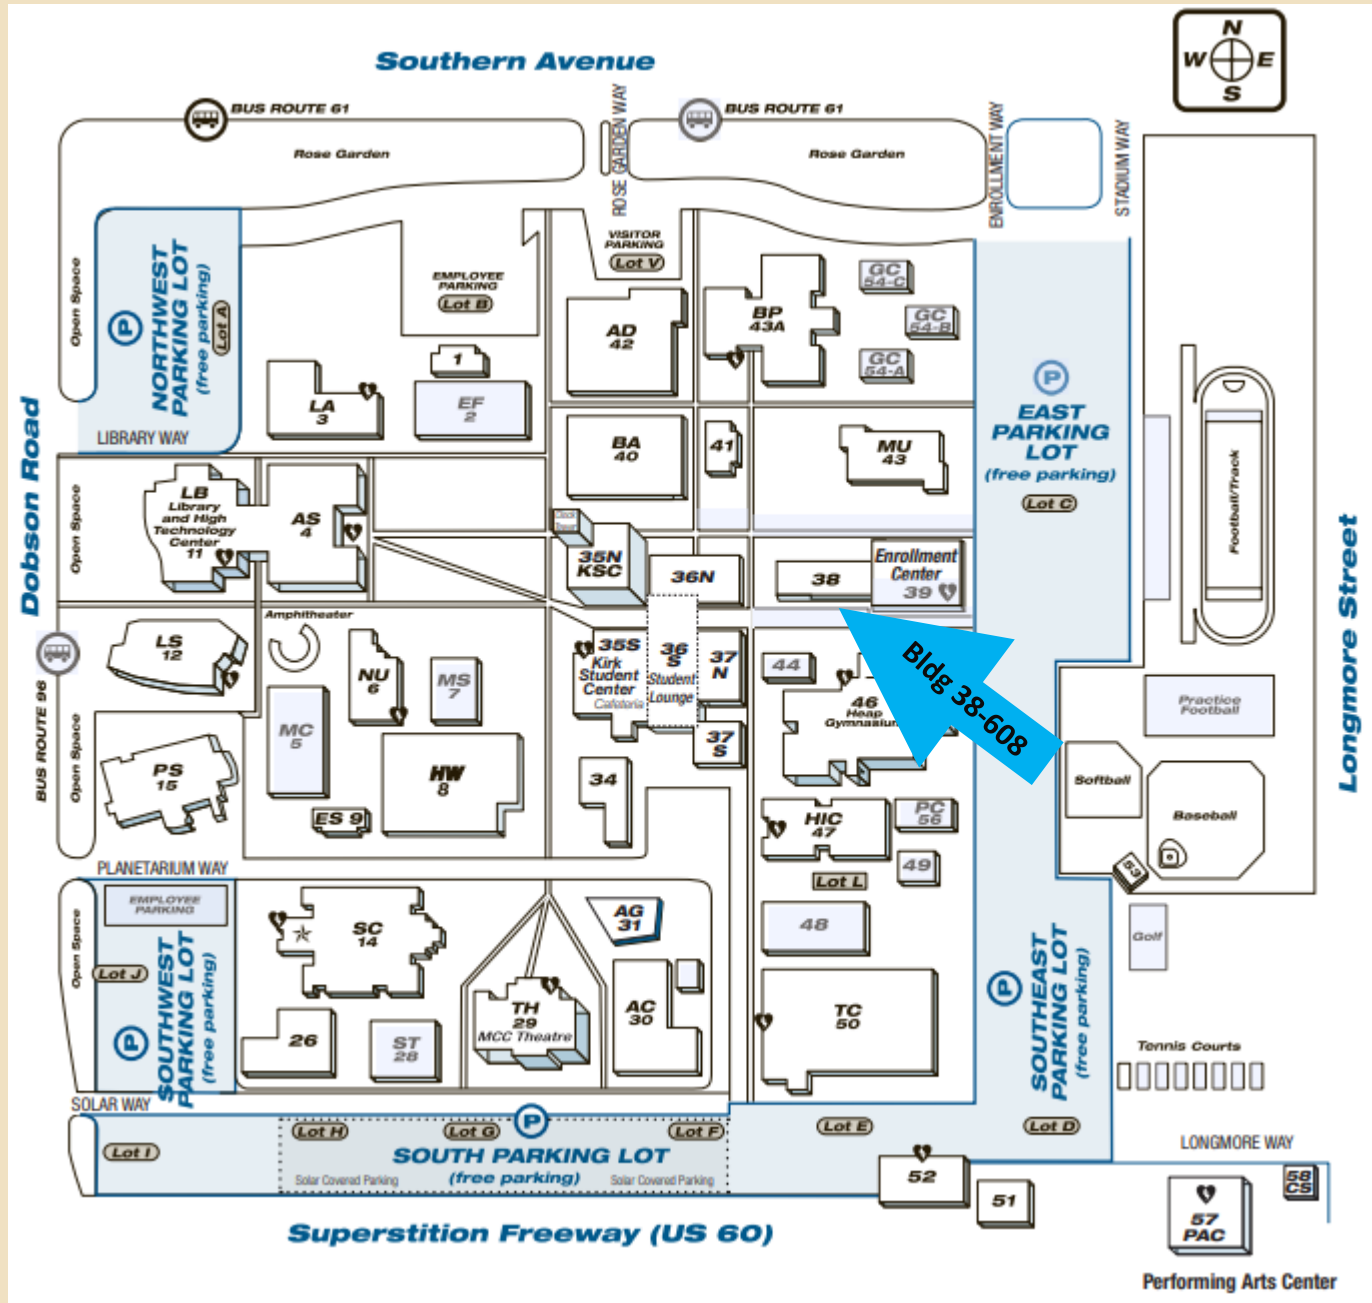 N
W E
S
Southern Avenue
BUS ROUTE 61
BUS ROUTE 61
Rose Garden
Rose Garden
ROSE GARDEN WAY
ENROLLMENT WAY
STADIUM WAY
Open Space
NORTHWEST
PARKING LOT
(free parking)
Lot A
P
LIBRARY WAY
EMPLOYEE
PARKING
Lot B
VISITOR
PARKING
Lot V
AD
42
BP
43A
GC
54-C
GC
54-B
GC
54-A
1
LA
3
EF
2
P
EAST
PARKING
LOT
(free parking)
Lot C
Dobson Road
Longmore Street
BA
40
41
MU
43
Football/Track
Open Space
LB
Library
and High
Technology
Center
11
AS
4
Clock
Tower
35N
KSC
36N
38
Enrollment
Center
39
Bldg 38-608
Amphitheater
LS
12
NU
6
MS
7
MC
5
35S
Kirk
Student
Center
Cafeteria
36
S
Student
Lounge
37
N
37
S
44
46
Heap
Gymnasium
Practice
Football
Softball
Baseball
53
BUS ROUTE 96
Open Space
PS
15
ES 9
HW
8
34
HIC
47
PC
56
49
Lot L
PLANETARIUM WAY
EMPLOYEE
PARKING
Open Space
Lot J
P
SOUTHWEST
PARKING LOT
(free parking)
SC
14
26
ST
28
TH
29
MCC Theatre
AG
31
AC
30
48
TC
50
P
SOUTHEAST
PARKING LOT
(free parking)
Golf
Tennis Courts
SOLAR WAY
Lot I
Lot H
Lot G
P
Lot F
Lot E
Lot D
SOUTH PARKING LOT
(free parking)
Solar Covered Parking
Solar Covered Parking
LONGMORE WAY
52
51
58
CS
57
PAC
Performing Arts Center
Superstition Freeway (US 60)